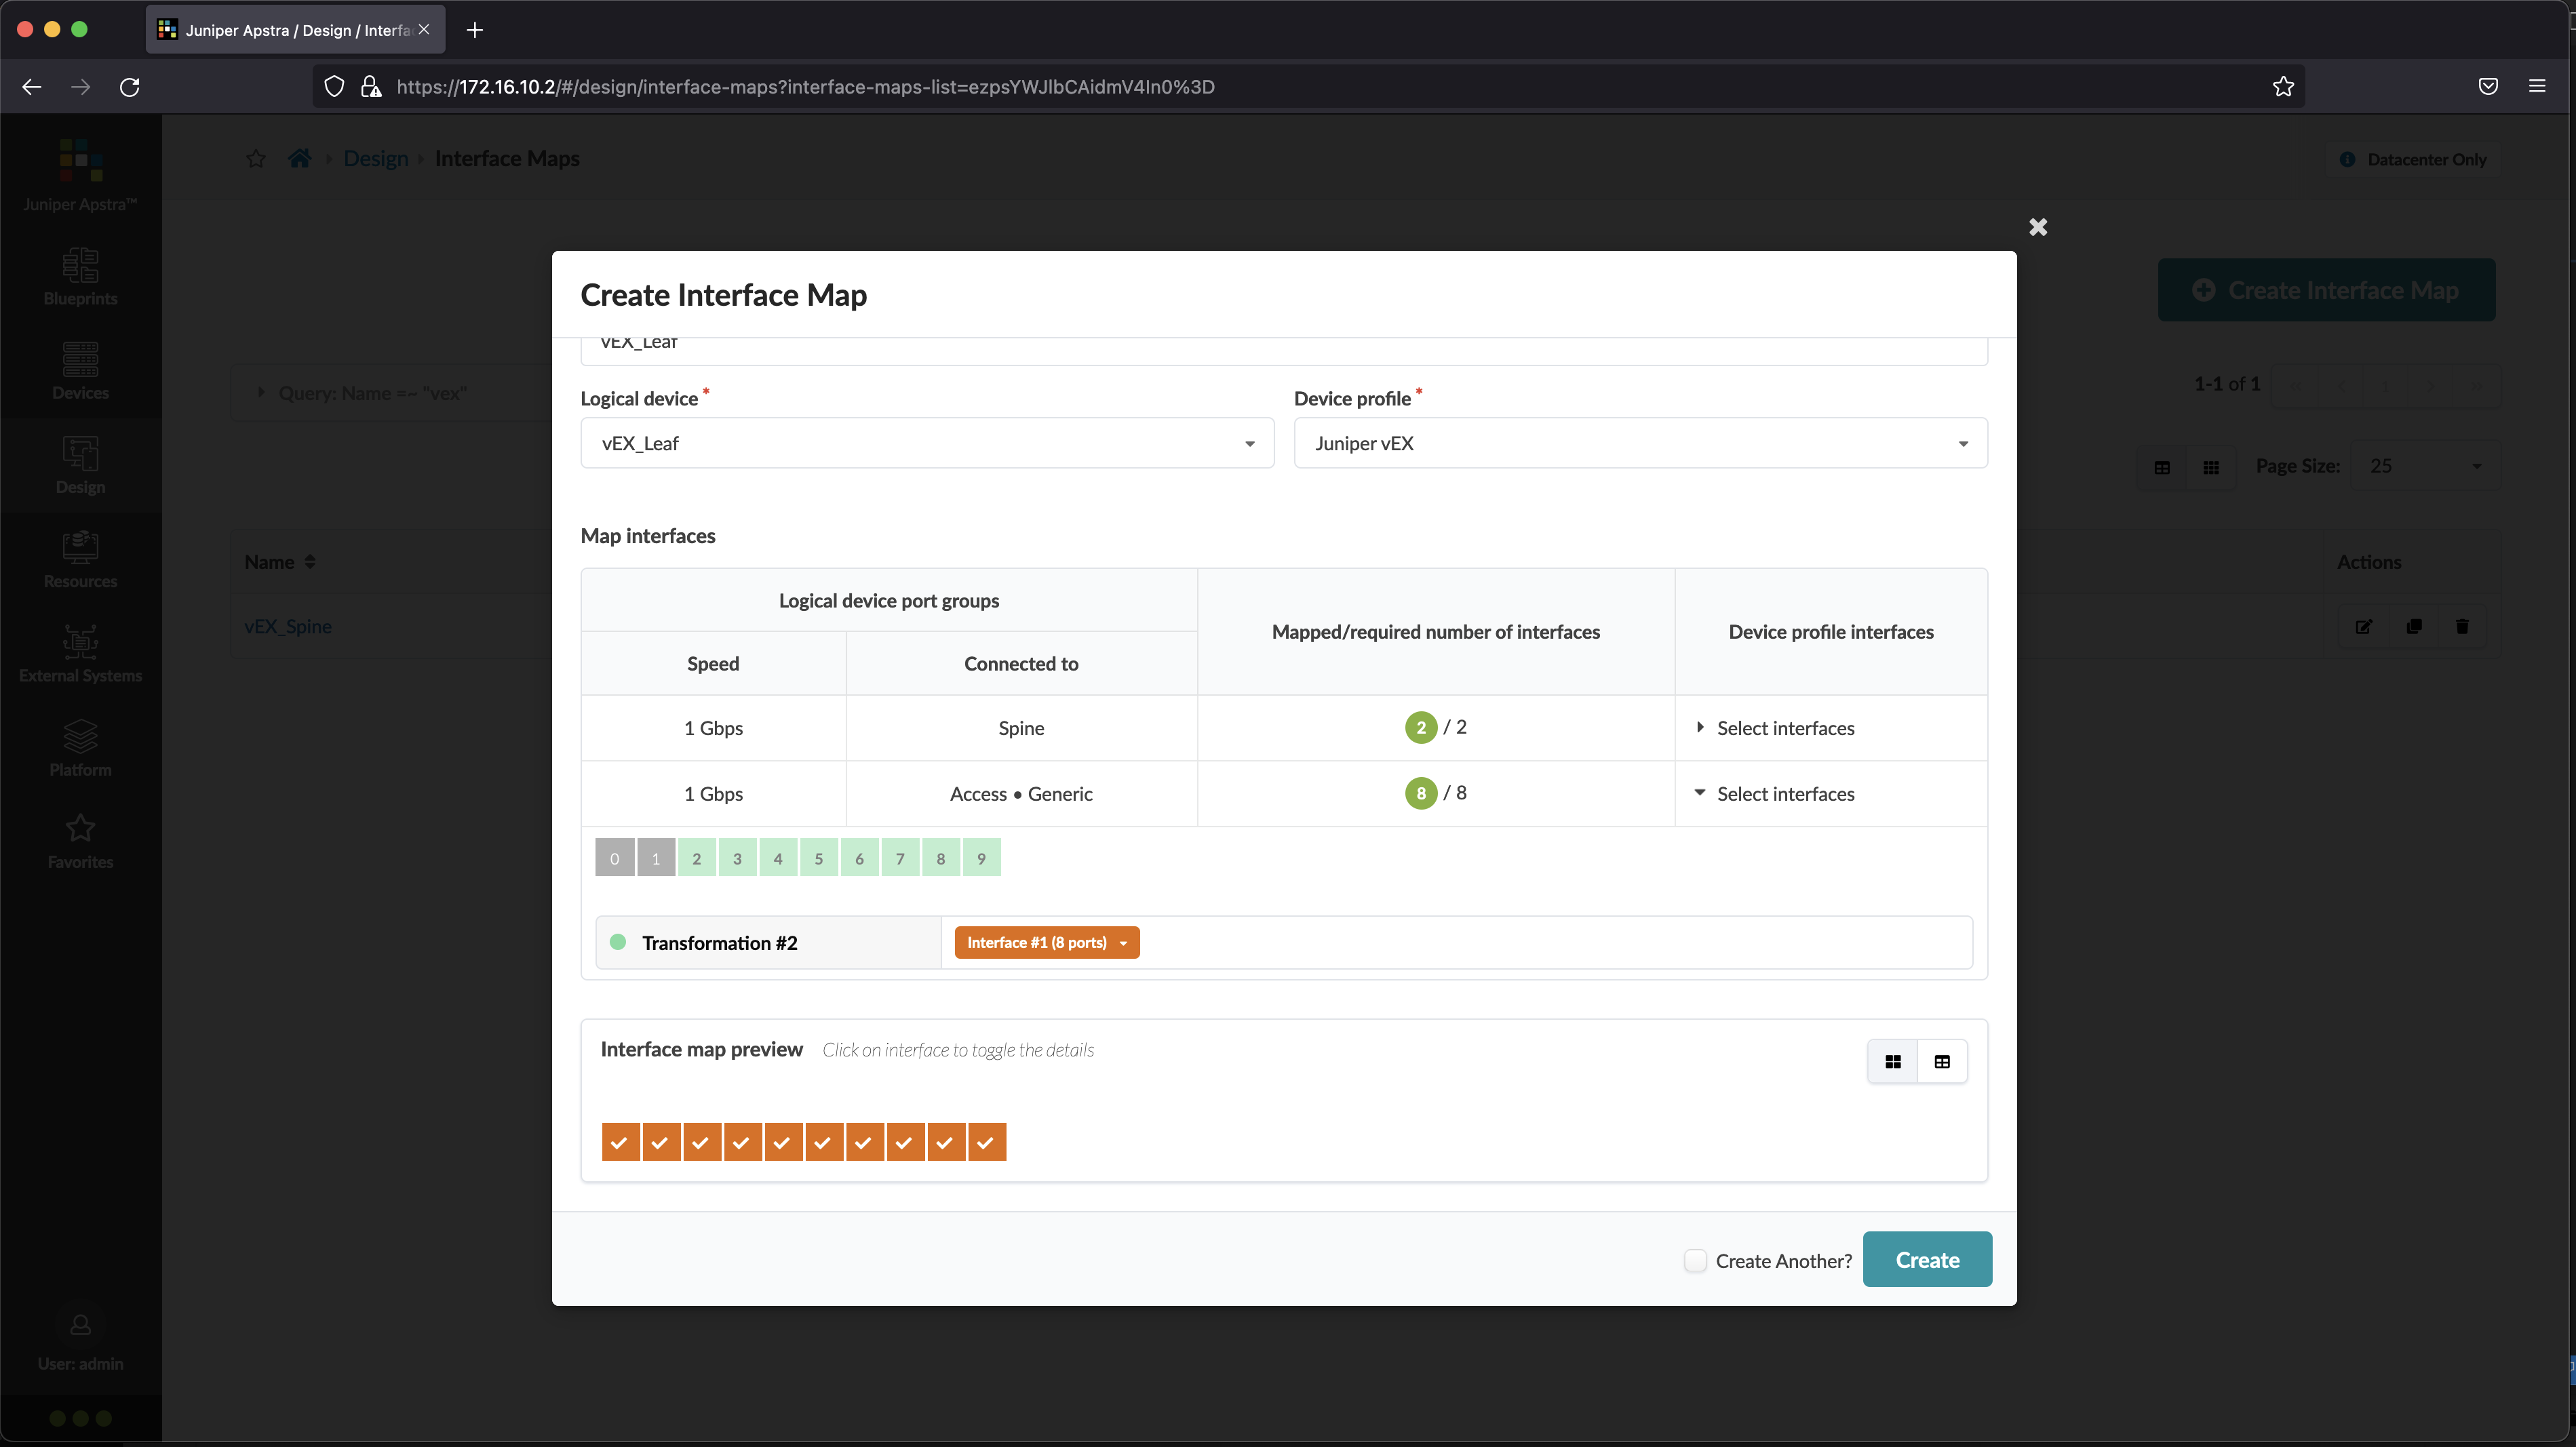 Juniper Apstra / Design / Interfa
https://172.16.10.2/#/design/interface-maps?interface-maps-list=ezpsYWJlbCAidmV4In0%3D
Juniper Apstra™
Blueprints
Devices
Design
Resources
External Systems
Platform
Favorites
User: admin
Design
Interface Maps
Datacenter Only
Create Interface Map
Query: Name =~ "vex"
1-1 of 1
1
Page Size: 25
Name
Actions
vEX_Spine
Create Interface Map
vEX_Leaf
Logical device *
Device profile *
vEX_Leaf
Juniper vEX
Map interfaces
Logical device port groups
Mapped/required number of interfaces
Device profile interfaces
Speed
Connected to
1 Gbps
Spine
2 / 2
Select interfaces
1 Gbps
Access • Generic
8 / 8
Select interfaces
0 1 2 3 4 5 6 7 8 9
Transformation #2
Interface #1 (8 ports)
Interface map preview
Click on interface to toggle the details
Create Another?
Create